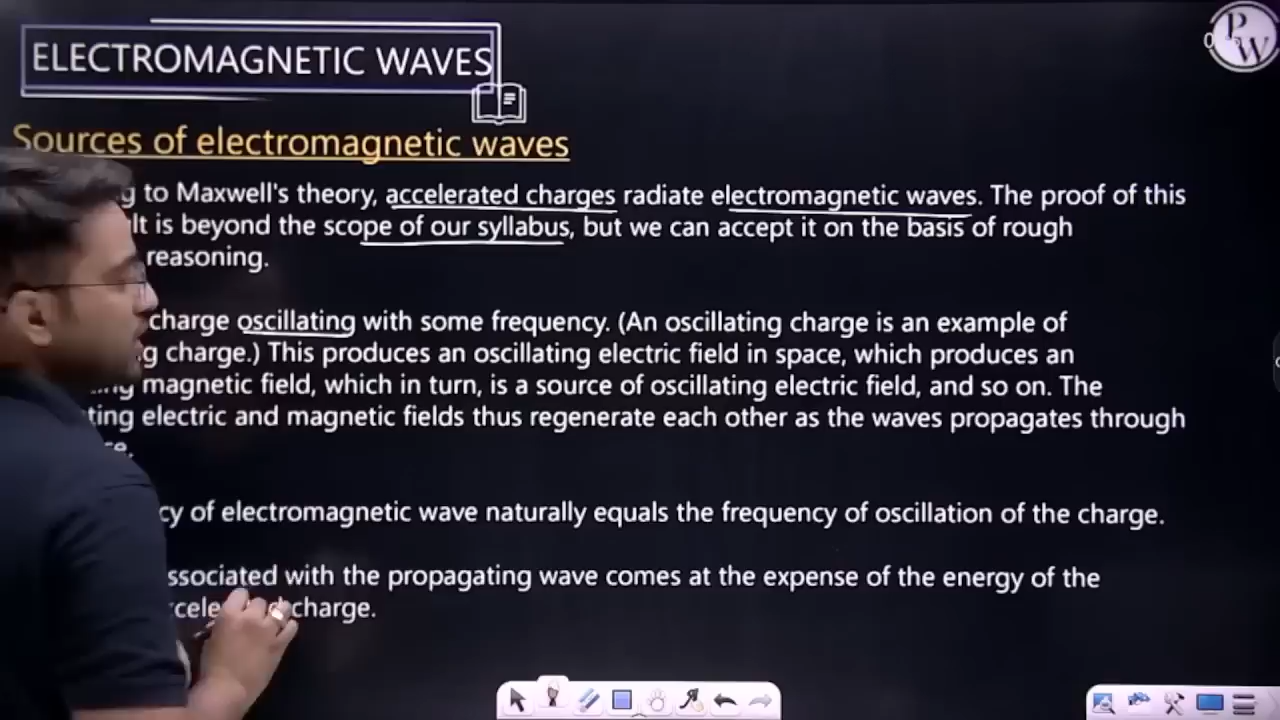 ELECTROMAGNETIC WAVES
PW
Sources of electromagnetic waves
to Maxwell's theory, accelerated charges radiate electromagnetic waves. The proof of this
is beyond the scope of our syllabus, but we can accept it on the basis of rough
reasoning.
charge oscillating with some frequency. (An oscillating charge is an example of
charge.) This produces an oscillating electric field in space, which produces an
magnetic field, which in turn, is a source of oscillating electric field, and so on. The
electric and magnetic fields thus regenerate each other as the waves propagates through
of electromagnetic wave naturally equals the frequency of oscillation of the charge.
with the propagating wave comes at the expense of the energy of the
charge.